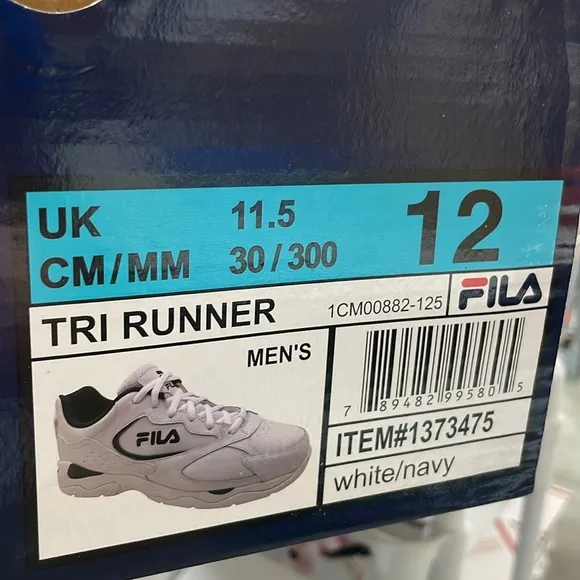 UK 11.5 12
CM/MM 30/300
TRI RUNNER 1CM00882-125 FILA
MEN'S
FILA
7 89482 99580 5
ITEM#1373475
white/navy